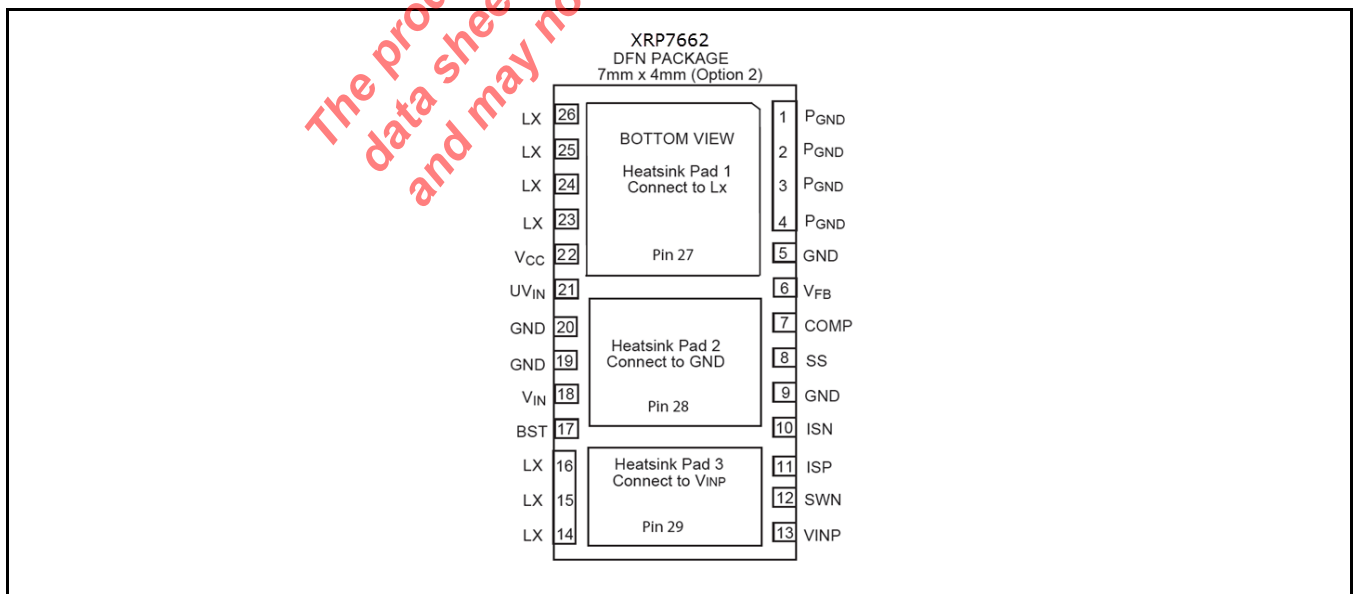 The prod
data shee
and may no
XRP7662
DFN PACKAGE
7mm x 4mm (Option 2)
BOTTOM VIEW
Heatsink Pad 1
Connect to Lx
Pin 27
Heatsink Pad 2
Connect to GND
Pin 28
Heatsink Pad 3
Connect to VINP
Pin 29
LX 26
LX 25
LX 24
LX 23
VCC 22
UVIN 21
GND 20
GND 19
VIN 18
BST 17
LX 16
LX 15
LX 14
1 PGND
2 PGND
3 PGND
4 PGND
5 GND
6 VFB
7 COMP
8 SS
9 GND
10 ISN
11 ISP
12 SWN
13 VINP